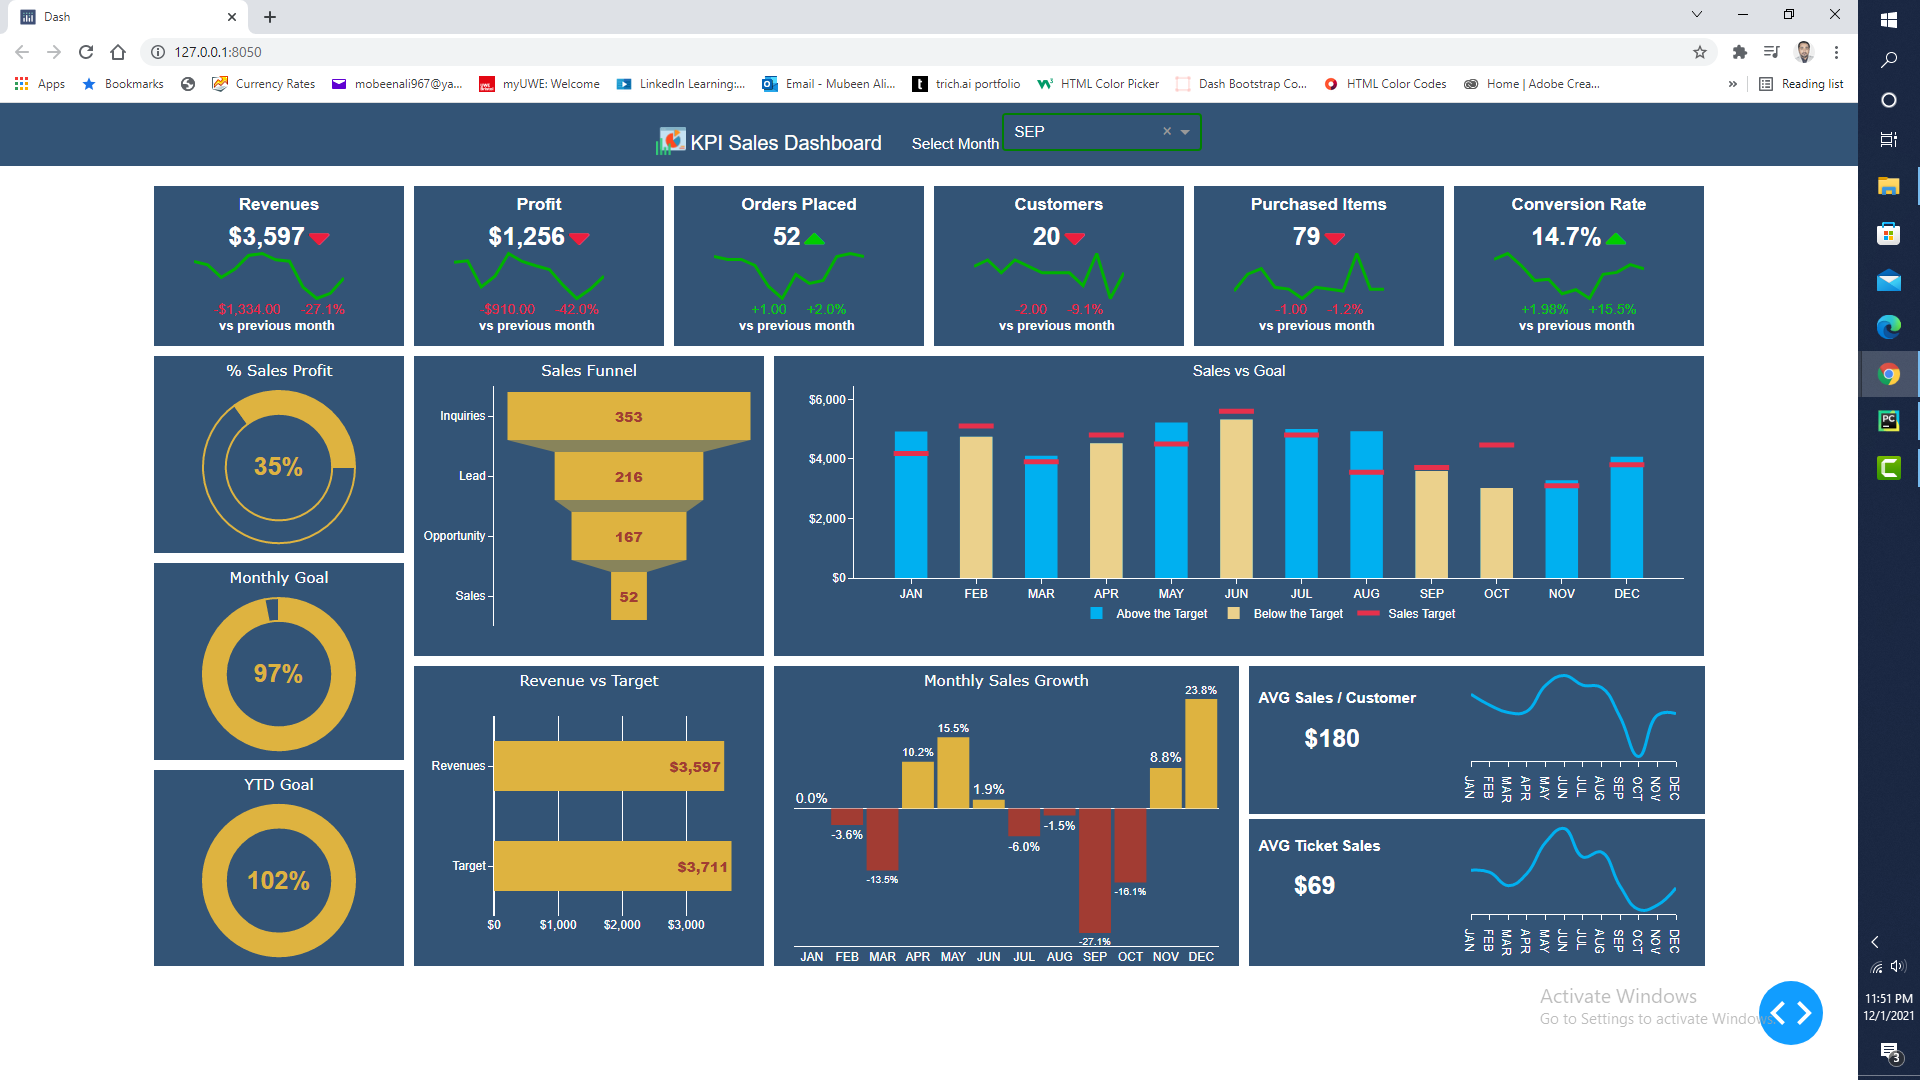 Dash
127.0.0.1:8050
Apps Bookmarks Currency Rates mobeenali967@ya... myUWE: Welcome LinkedIn Learning:... Email - Mubeen Ali... trich.ai portfolio HTML Color Picker Dash Bootstrap Co... HTML Color Codes Home | Adobe Crea... » Reading list
KPI Sales Dashboard Select Month SEP
Revenues
$3,597
-$1,334.00 -27.1%
vs previous month
Profit
$1,256
-$910.00 -42.0%
vs previous month
Orders Placed
52
+1.00 +2.0%
vs previous month
Customers
20
-2.00 -9.1%
vs previous month
Purchased Items
79
-1.00 -1.2%
vs previous month
Conversion Rate
14.7%
+1.98% +15.5%
vs previous month
% Sales Profit
35%
Monthly Goal
97%
YTD Goal
102%
Sales Funnel
Inquiries 353
Lead 216
Opportunity 167
Sales 52
Sales vs Goal
$6,000
$4,000
$2,000
$0
JAN FEB MAR APR MAY JUN JUL AUG SEP OCT NOV DEC
Above the Target Below the Target Sales Target
Revenue vs Target
Revenues $3,597
Target $3,711
$0 $1,000 $2,000 $3,000
Monthly Sales Growth
0.0%
-3.6%
-13.5%
10.2%
15.5%
1.9%
-6.0%
-1.5%
-27.1%
-16.1%
8.8%
23.8%
JAN FEB MAR APR MAY JUN JUL AUG SEP OCT NOV DEC
AVG Sales / Customer
$180
JAN FEB MAR APR MAY JUN JUL AUG SEP OCT NOV DEC
AVG Ticket Sales
$69
JAN FEB MAR APR MAY JUN JUL AUG SEP OCT NOV DEC
Activate Windows
Go to Settings to activate Windows.
PC
11:51 PM
12/1/2021
3